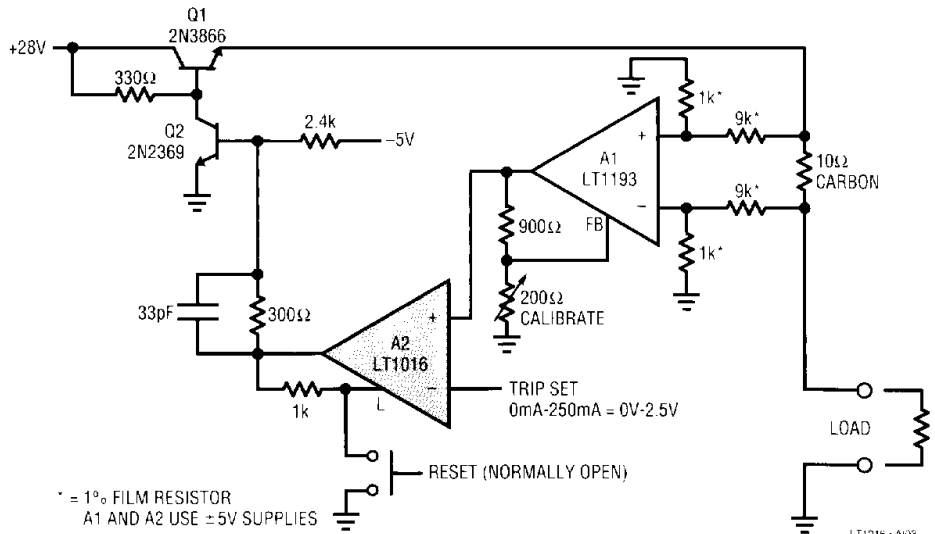 Q1
2N3866
+28V
330Ω
Q2
2N2369
2.4k
−5V
1k*
9k*
+
A1
LT1193
−
FB
10Ω
CARBON
9k*
1k*
900Ω
200Ω
CALIBRATE
33pF
300Ω
+
A2
LT1016
−
L
1k
TRIP SET
0mA-250mA = 0V-2.5V
LOAD
RESET (NORMALLY OPEN)
* = 1% FILM RESISTOR
A1 AND A2 USE ±5V SUPPLIES